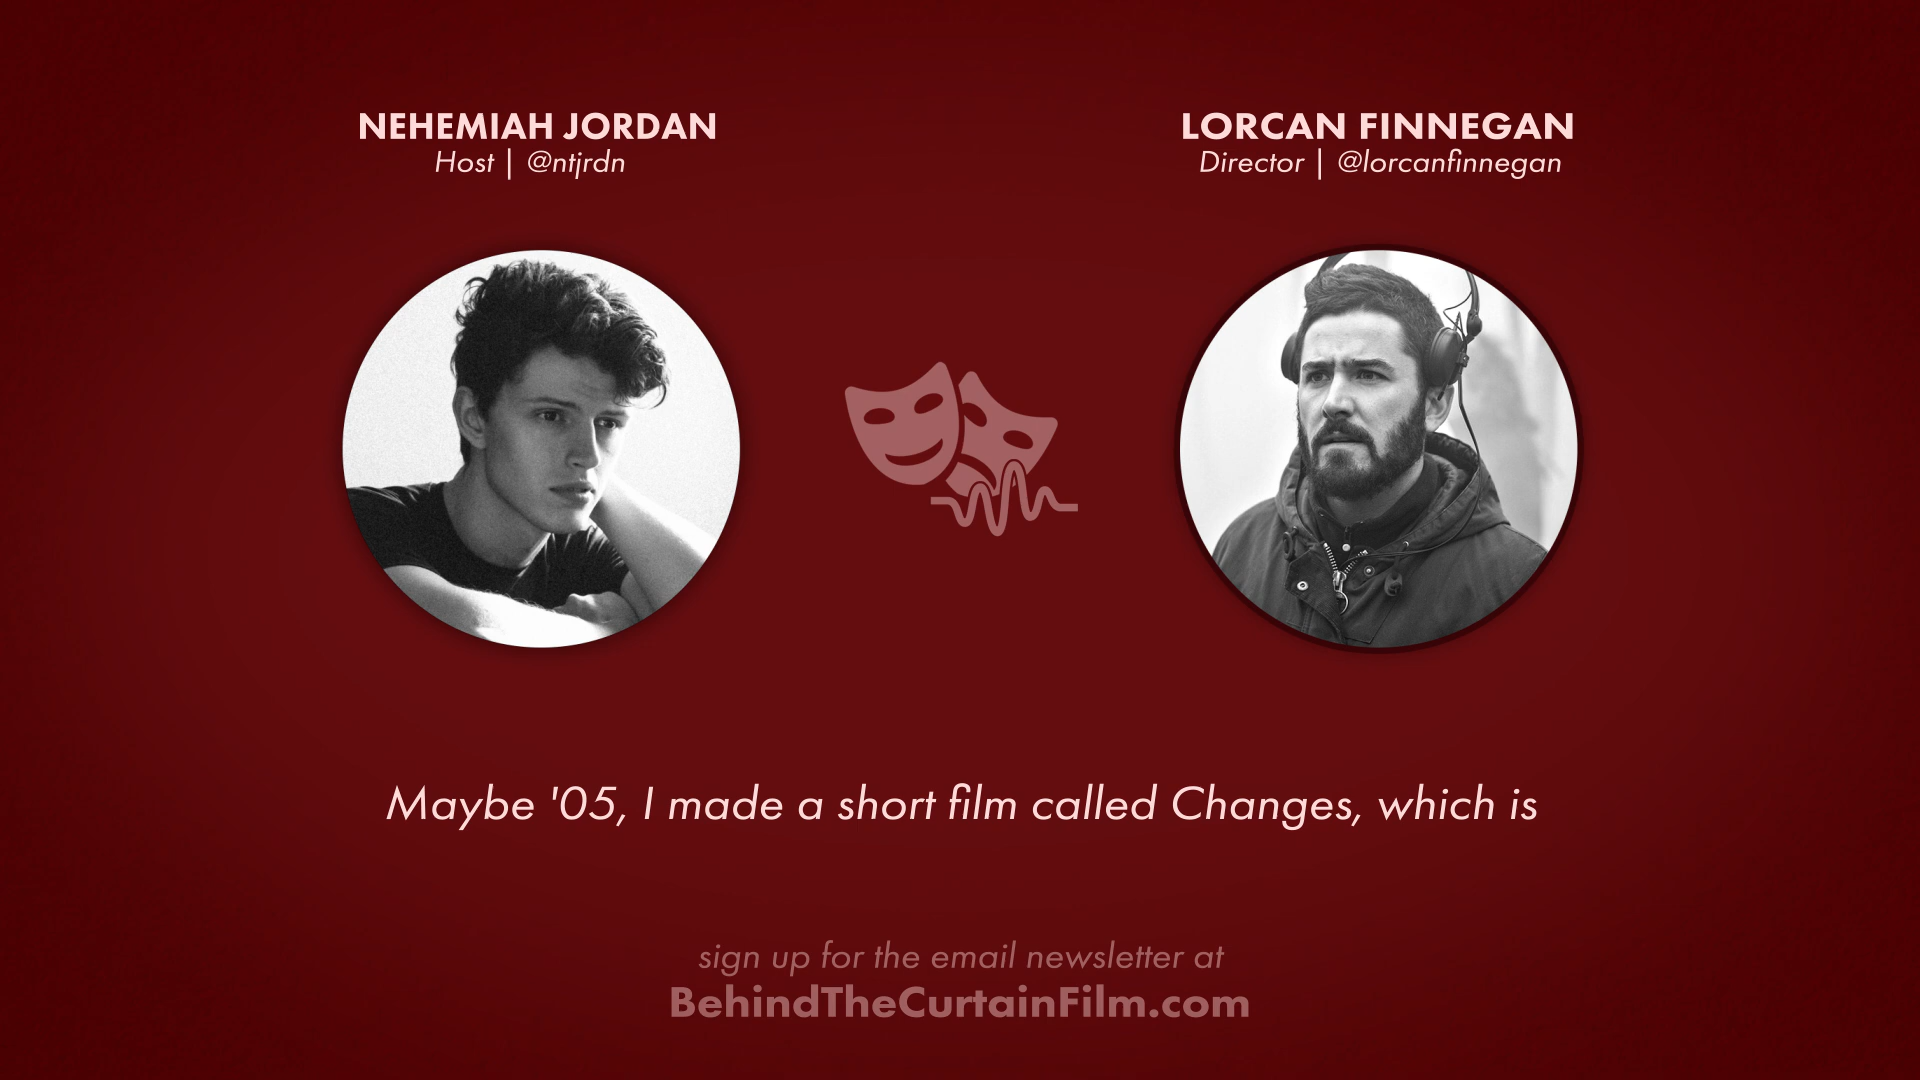 NEHEMIAH JORDAN
Host | @ntjrdn
LORCAN FINNEGAN
Director | @lorcanfinnegan
Maybe '05, I made a short film called Changes, which is
sign up for the email newsletter at
BehindTheCurtainFilm.com